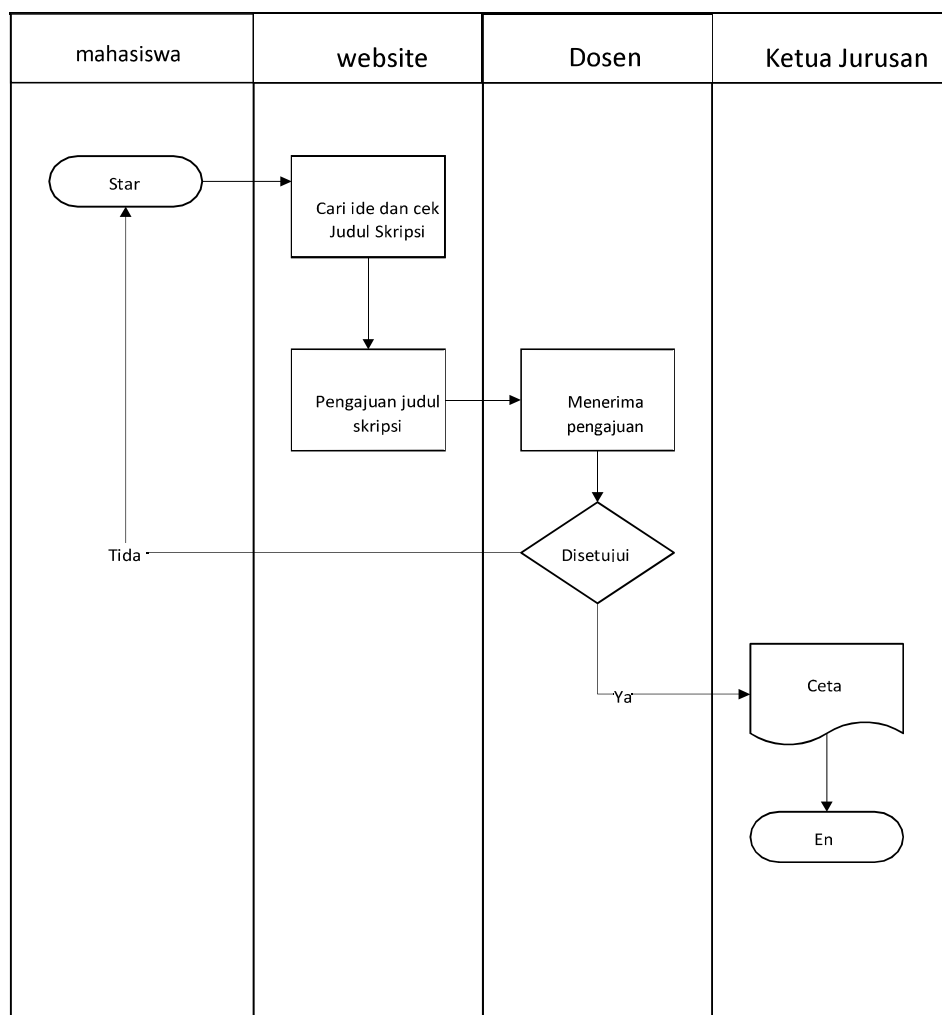 mahasiswa
website
Dosen
Ketua Jurusan
Star
Cari ide dan cek
Judul Skripsi
Pengajuan judul
skripsi
Menerima
pengajuan
Disetujui
Tida
Ya
Ceta
En